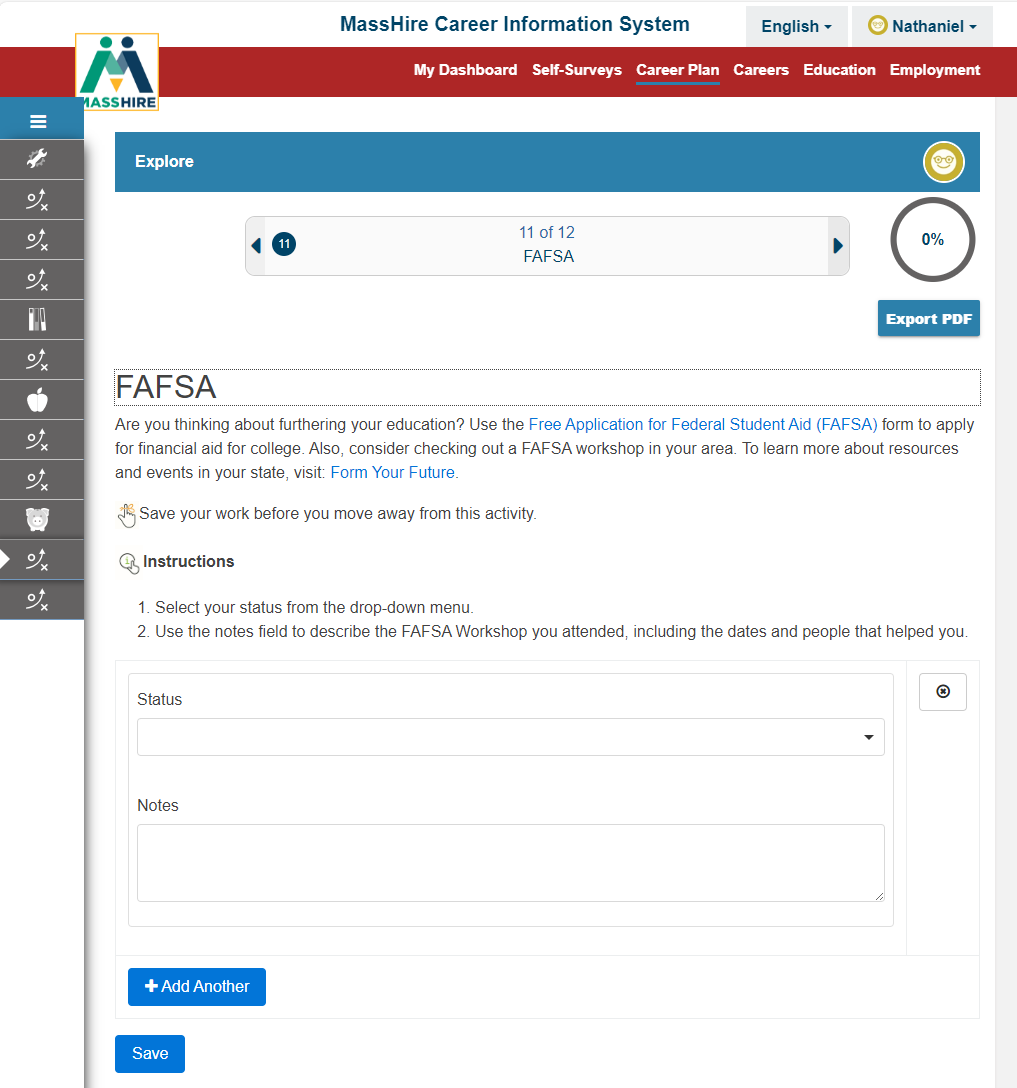 MassHire Career Information System
English
Nathaniel
MASSHIRE
My Dashboard Self-Surveys Career Plan Careers Education Employment
Explore
11
11 of 12
FAFSA
0%
Export PDF
FAFSA
Are you thinking about furthering your education? Use the Free Application for Federal Student Aid (FAFSA) form to apply
for financial aid for college. Also, consider checking out a FAFSA workshop in your area. To learn more about resources
and events in your state, visit: Form Your Future.
Save your work before you move away from this activity.
Instructions
1. Select your status from the drop-down menu.
2. Use the notes field to describe the FAFSA Workshop you attended, including the dates and people that helped you.
Status
Notes
Add Another
Save